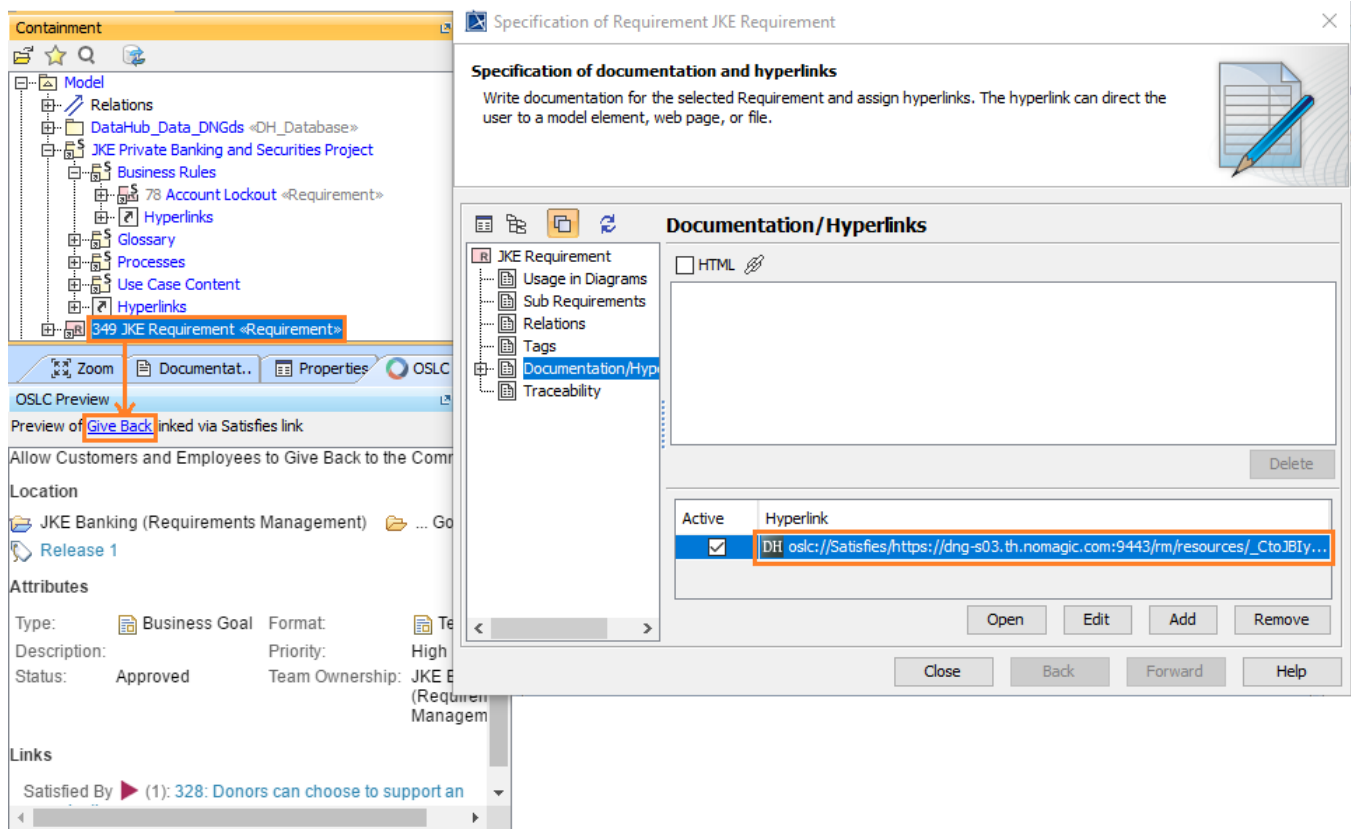 Containment
Model
Relations
DataHub_Data_DNGds «DH_Database»
JKE Private Banking and Securities Project
Business Rules
78 Account Lockout «Requirement»
Hyperlinks
Glossary
Processes
Use Case Content
Hyperlinks
349 JKE Requirement «Requirement»
Zoom
Documentat..
Properties
OSLC
OSLC Preview
Preview of Give Back linked via Satisfies link
Allow Customers and Employees to Give Back to the Comm
Location
JKE Banking (Requirements Management) ... Go
Release 1
Attributes
Type: Business Goal Format: Te
Description: Priority: High
Status: Approved Team Ownership: JKE B
(Requirem
Managem
Links
Satisfied By (1): 328: Donors can choose to support an
Specification of Requirement JKE Requirement
Specification of documentation and hyperlinks
Write documentation for the selected Requirement and assign hyperlinks. The hyperlink can direct the
user to a model element, web page, or file.
Documentation/Hyperlinks
JKE Requirement
Usage in Diagrams
Sub Requirements
Relations
Tags
Documentation/Hype
Traceability
HTML
Delete
Active Hyperlink
DH oslc://Satisfies/https://dng-s03.th.nomagic.com:9443/rm/resources/_CtoJBIy...
Open Edit Add Remove
Close Back Forward Help